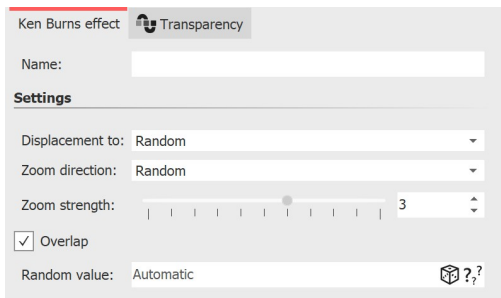 Ken Burns effect Transparency
Name:
Settings
Displacement to: Random
Zoom direction: Random
Zoom strength: 3
Overlap
Random value: Automatic ???